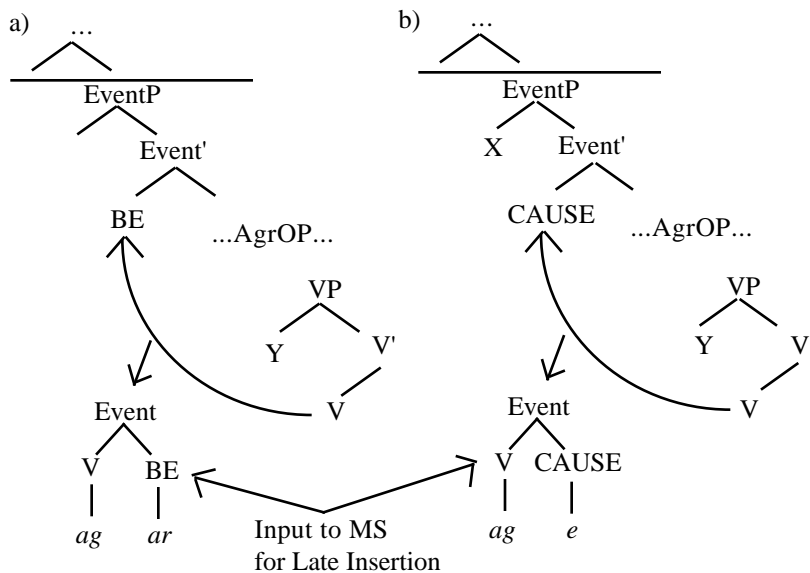 a)
...
EventP
Event'
BE
...AgrOP...
VP
Y V'
V
Event
V BE
ag ar
b)
...
EventP
X
Event'
CAUSE
...AgrOP...
VP
Y V
V
Event
V CAUSE
ag e
Input to MS
for Late Insertion